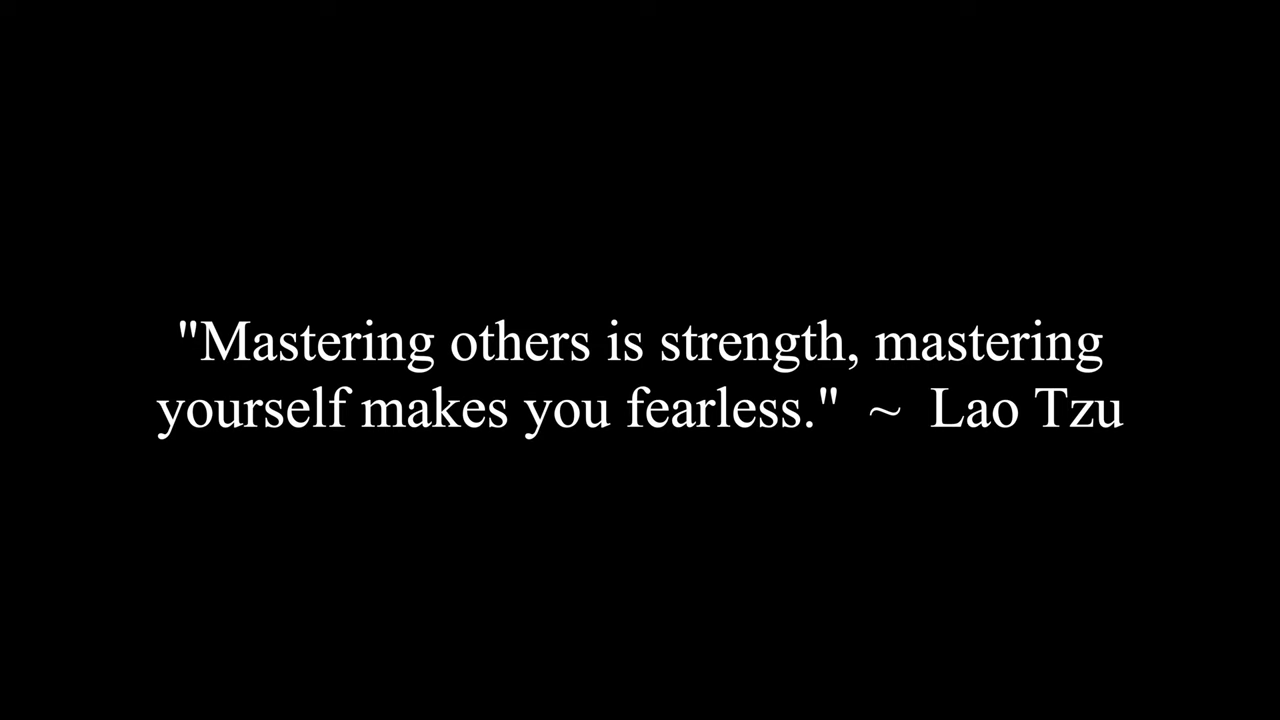 "Mastering others is strength, mastering
yourself makes you fearless."  ~  Lao Tzu